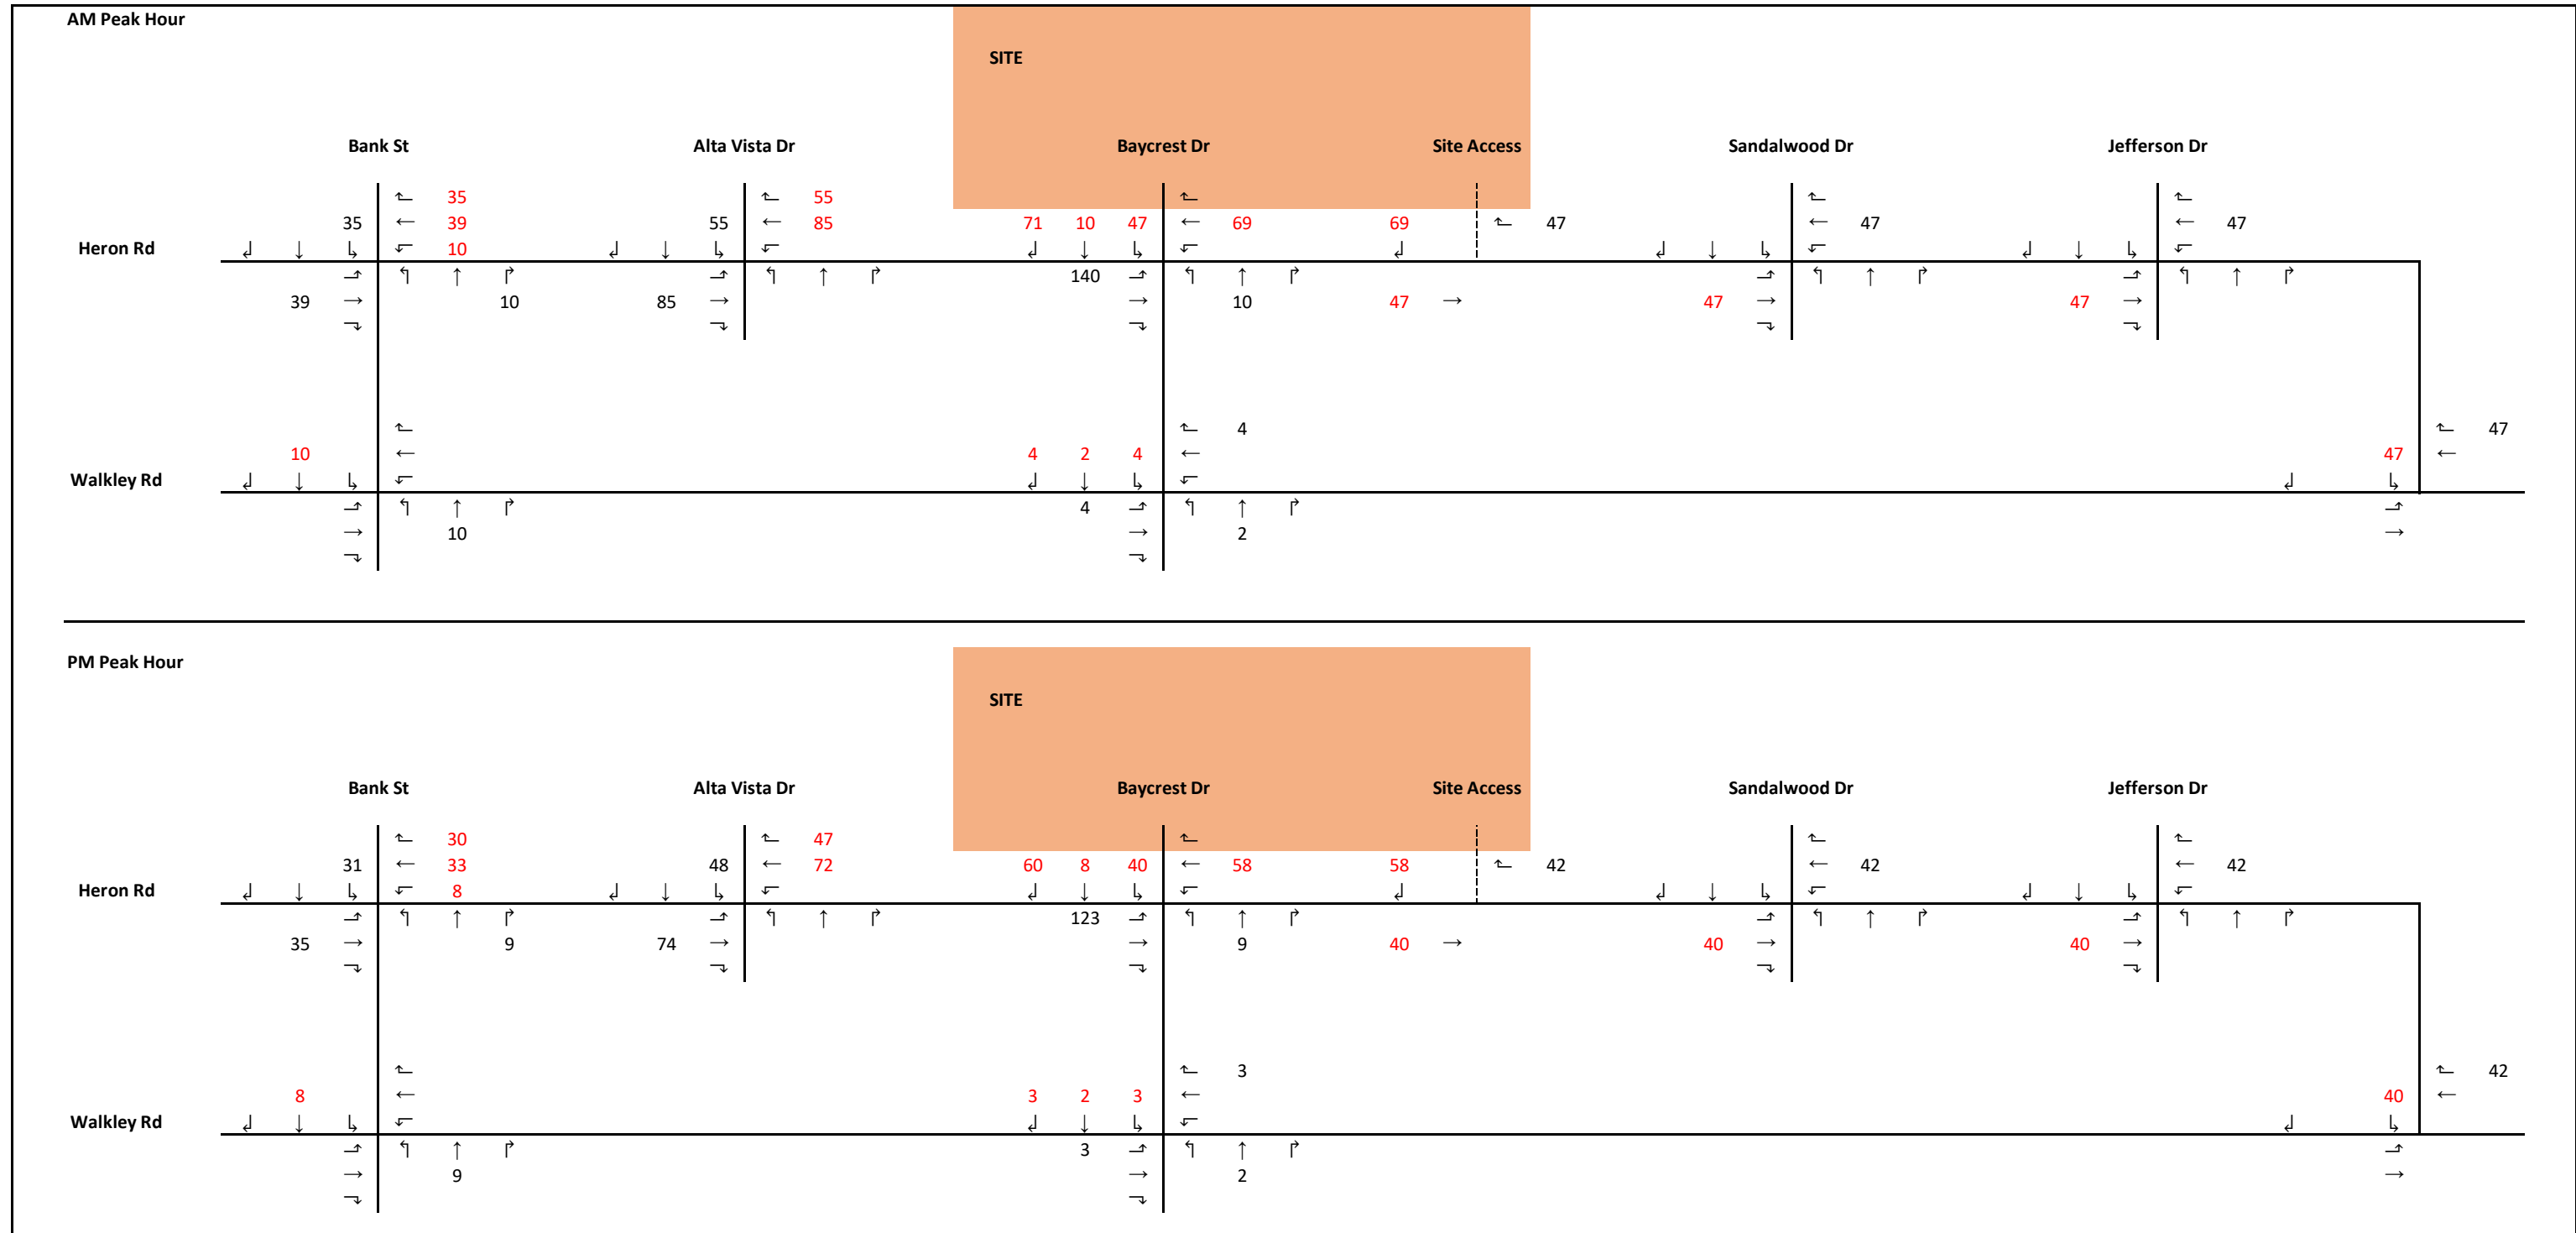 AM Peak Hour
SITE
Bank St Alta Vista Dr Baycrest Dr Site Access Sandalwood Dr Jefferson Dr
35 55
35 39 55 85 71 10 47 69 69 47 47 47
Heron Rd 10
140
39 10 85 10 47 47 47
4 47
10 4 2 4 47
Walkley Rd
4
10 2
PM Peak Hour
SITE
Bank St Alta Vista Dr Baycrest Dr Site Access Sandalwood Dr Jefferson Dr
30 47
31 33 48 72 60 8 40 58 58 42 42 42
Heron Rd 8
123
35 9 74 9 40 40 40
3 42
8 3 2 3 40
Walkley Rd
3
9 2